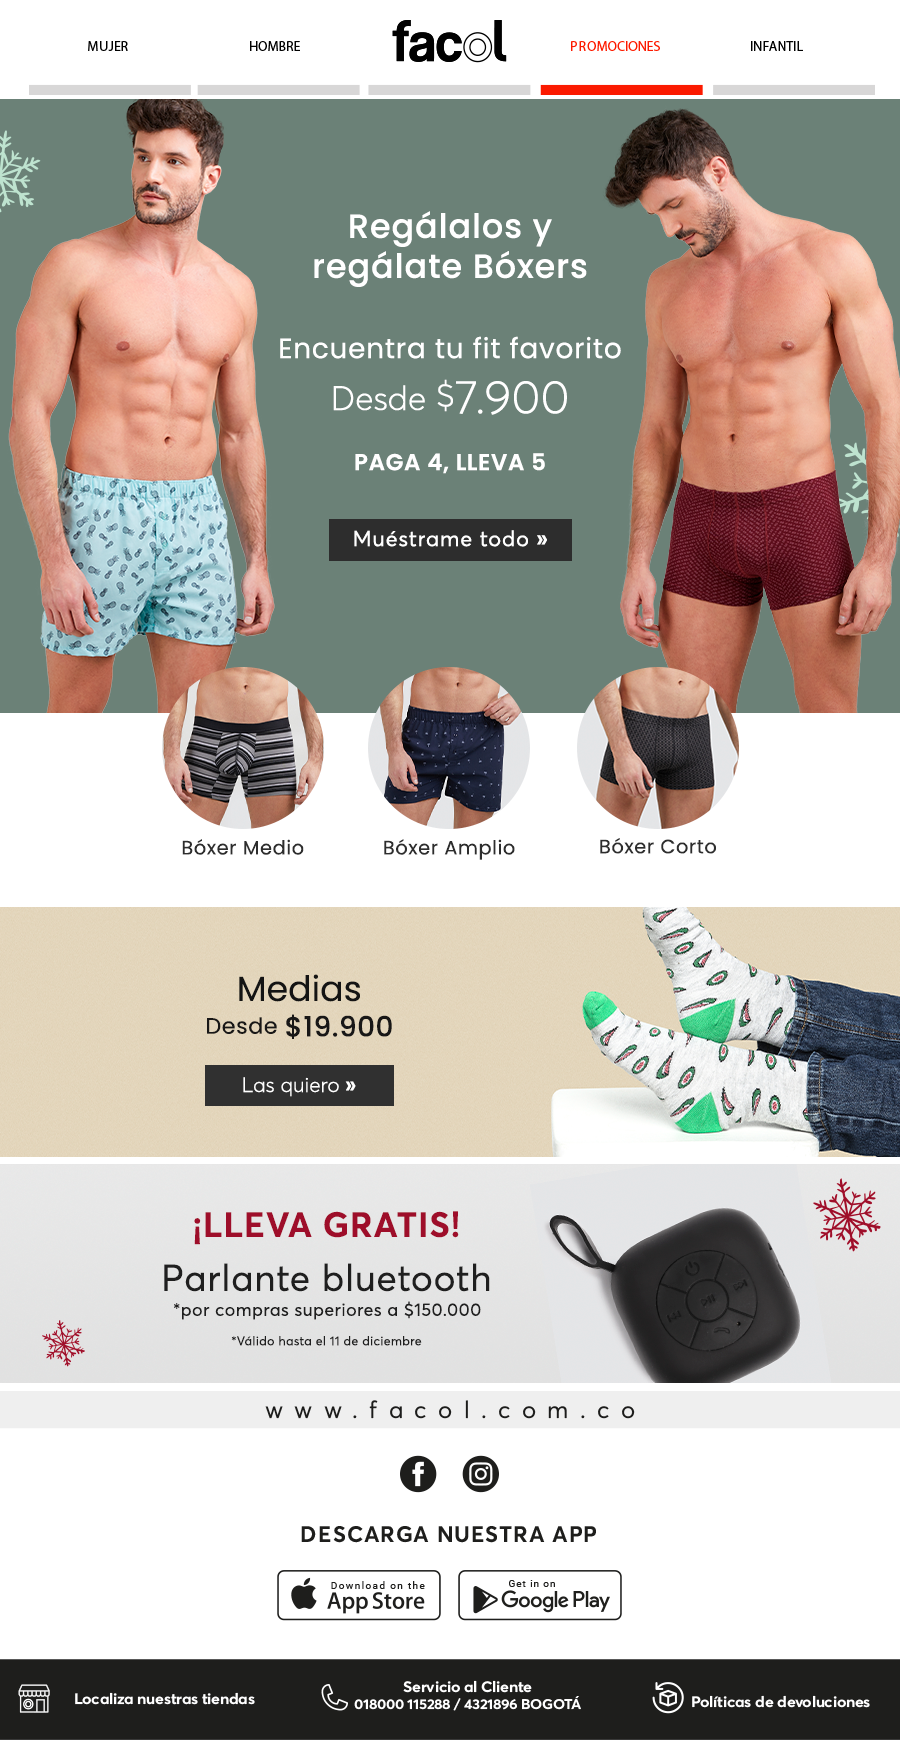 MUJER
HOMBRE
facol
PROMOCIONES
INFANTIL
Regálalos y
regálate Bóxers
Encuentra tu fit favorito
Desde $7.900
PAGA 4, LLEVA 5
Muéstrame todo »
Bóxer Medio
Bóxer Amplio
Bóxer Corto
Medias
Desde $19.900
Las quiero »
¡LLEVA GRATIS!
Parlante bluetooth
*por compras superiores a $150.000
*Válido hasta el 11 de diciembre
www.facol.com.co
DESCARGA NUESTRA APP
Download on the
App Store
Get in on
Google Play
Localiza nuestras tiendas
Servicio al Cliente
018000 115288 / 4321896 BOGOTÁ
Políticas de devoluciones